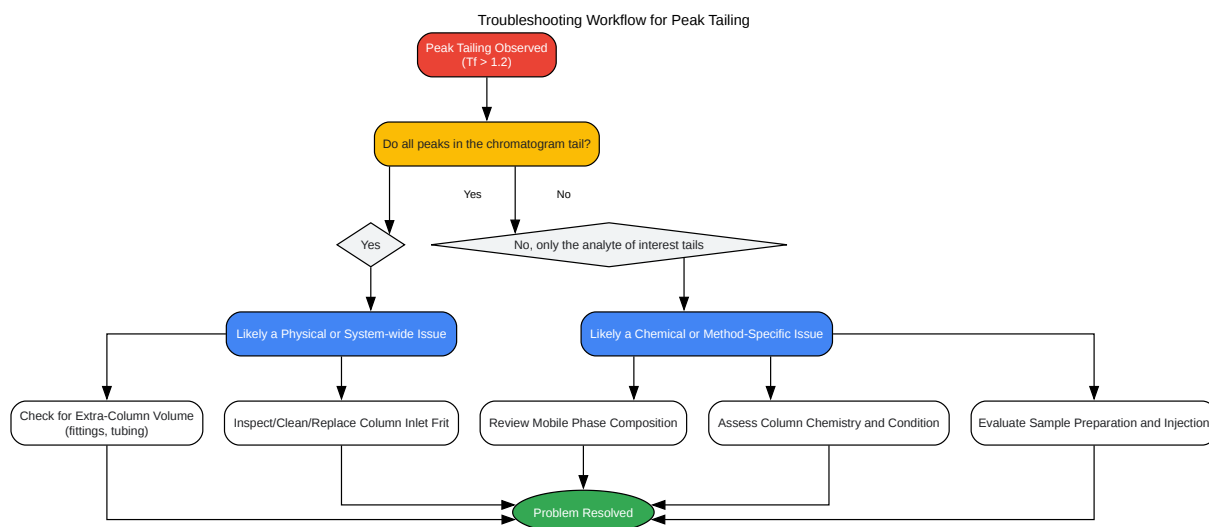 Troubleshooting Workflow for Peak Tailing
Peak Tailing Observed
(Tf > 1.2)
Do all peaks in the chromatogram tail?
Yes
No
Yes
No, only the analyte of interest tails
Likely a Physical or System-wide Issue
Likely a Chemical or Method-Specific Issue
Check for Extra-Column Volume
(fittings, tubing)
Inspect/Clean/Replace Column Inlet Frit
Review Mobile Phase Composition
Assess Column Chemistry and Condition
Evaluate Sample Preparation and Injection
Problem Resolved